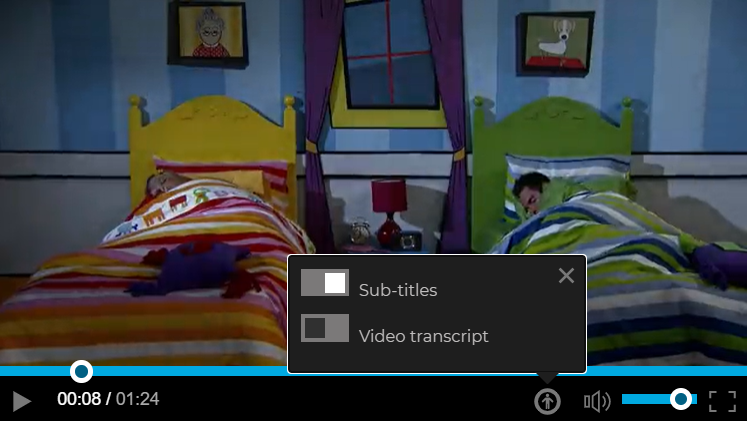 Sub-titles
Video transcript
00:08 / 01:24